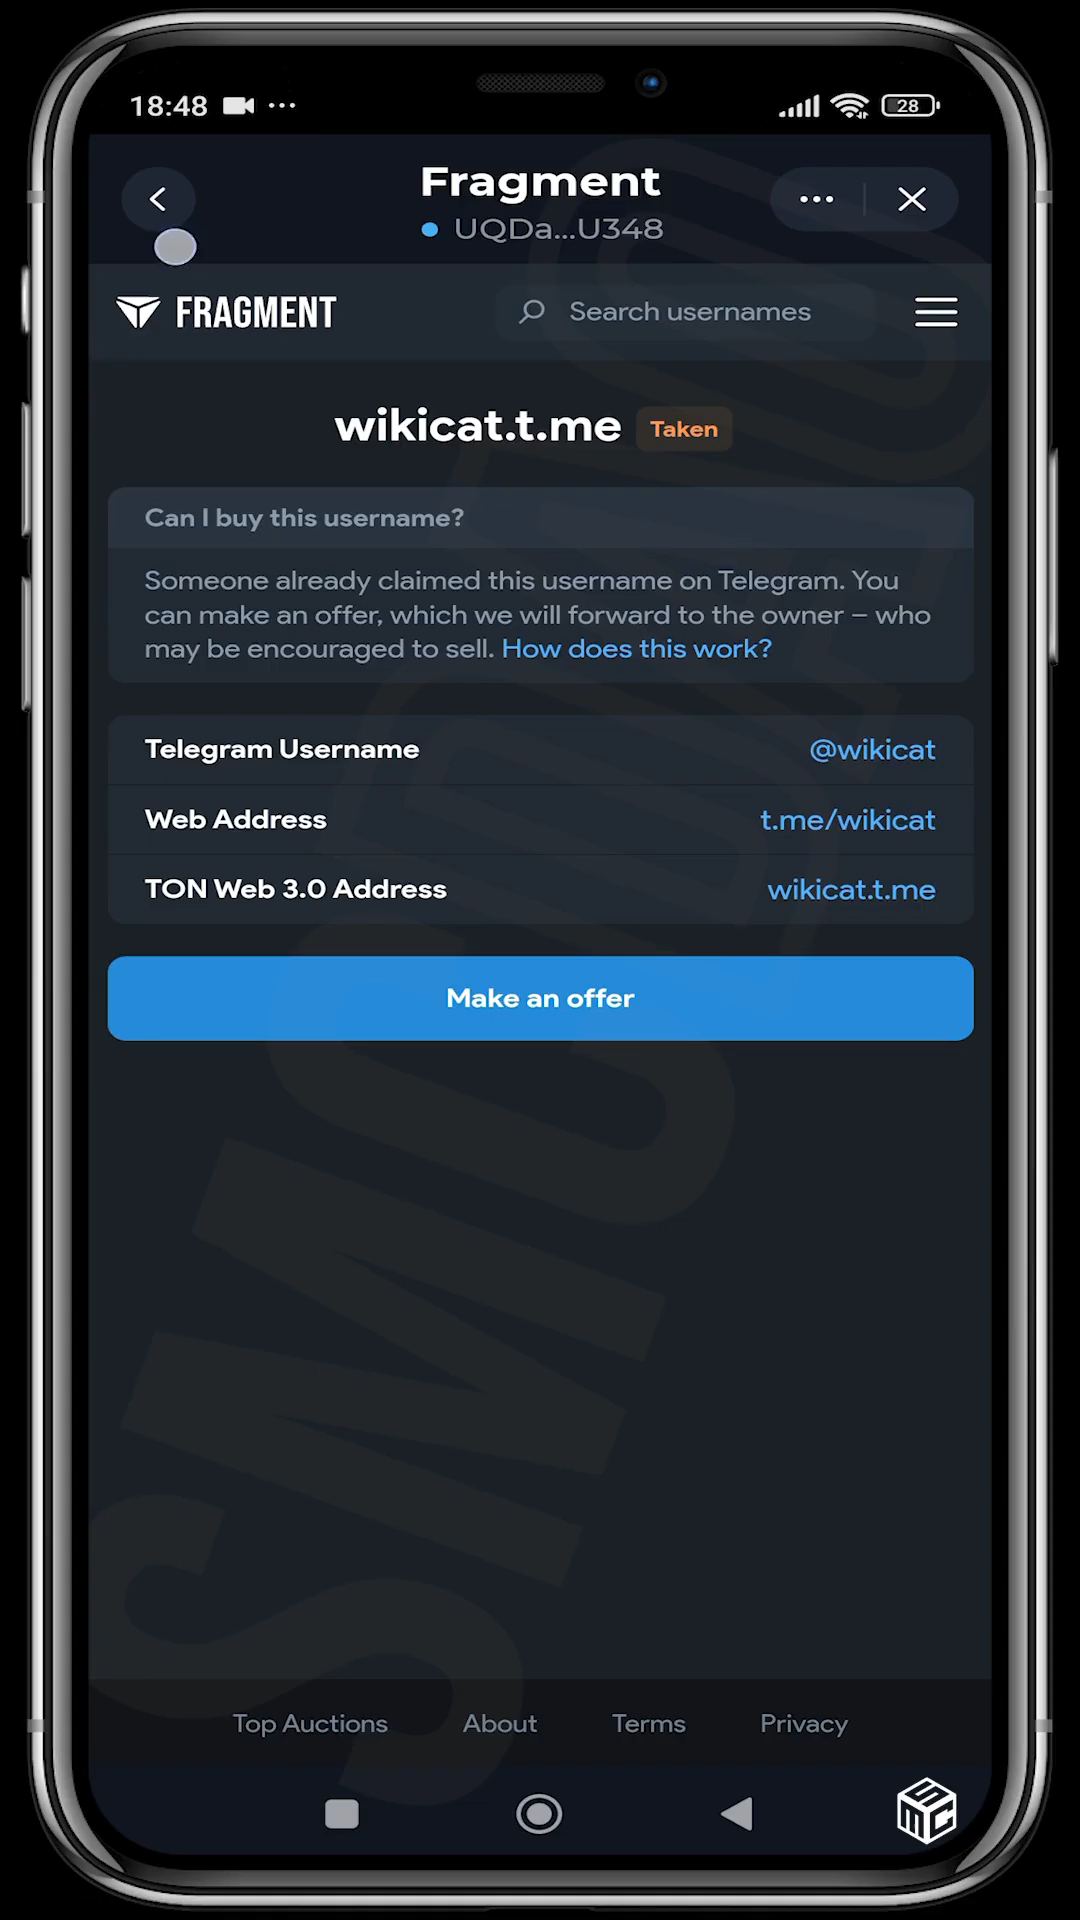 18:48
28
Fragment
UQDa...U348
FRAGMENT
Search usernames
wikicat.t.me
Taken
Can I buy this username?
Someone already claimed this username on Telegram. You
can make an offer, which we will forward to the owner – who
may be encouraged to sell. How does this work?
Telegram Username
@wikicat
Web Address
t.me/wikicat
TON Web 3.0 Address
wikicat.t.me
Make an offer
Top Auctions
About
Terms
Privacy
SMC